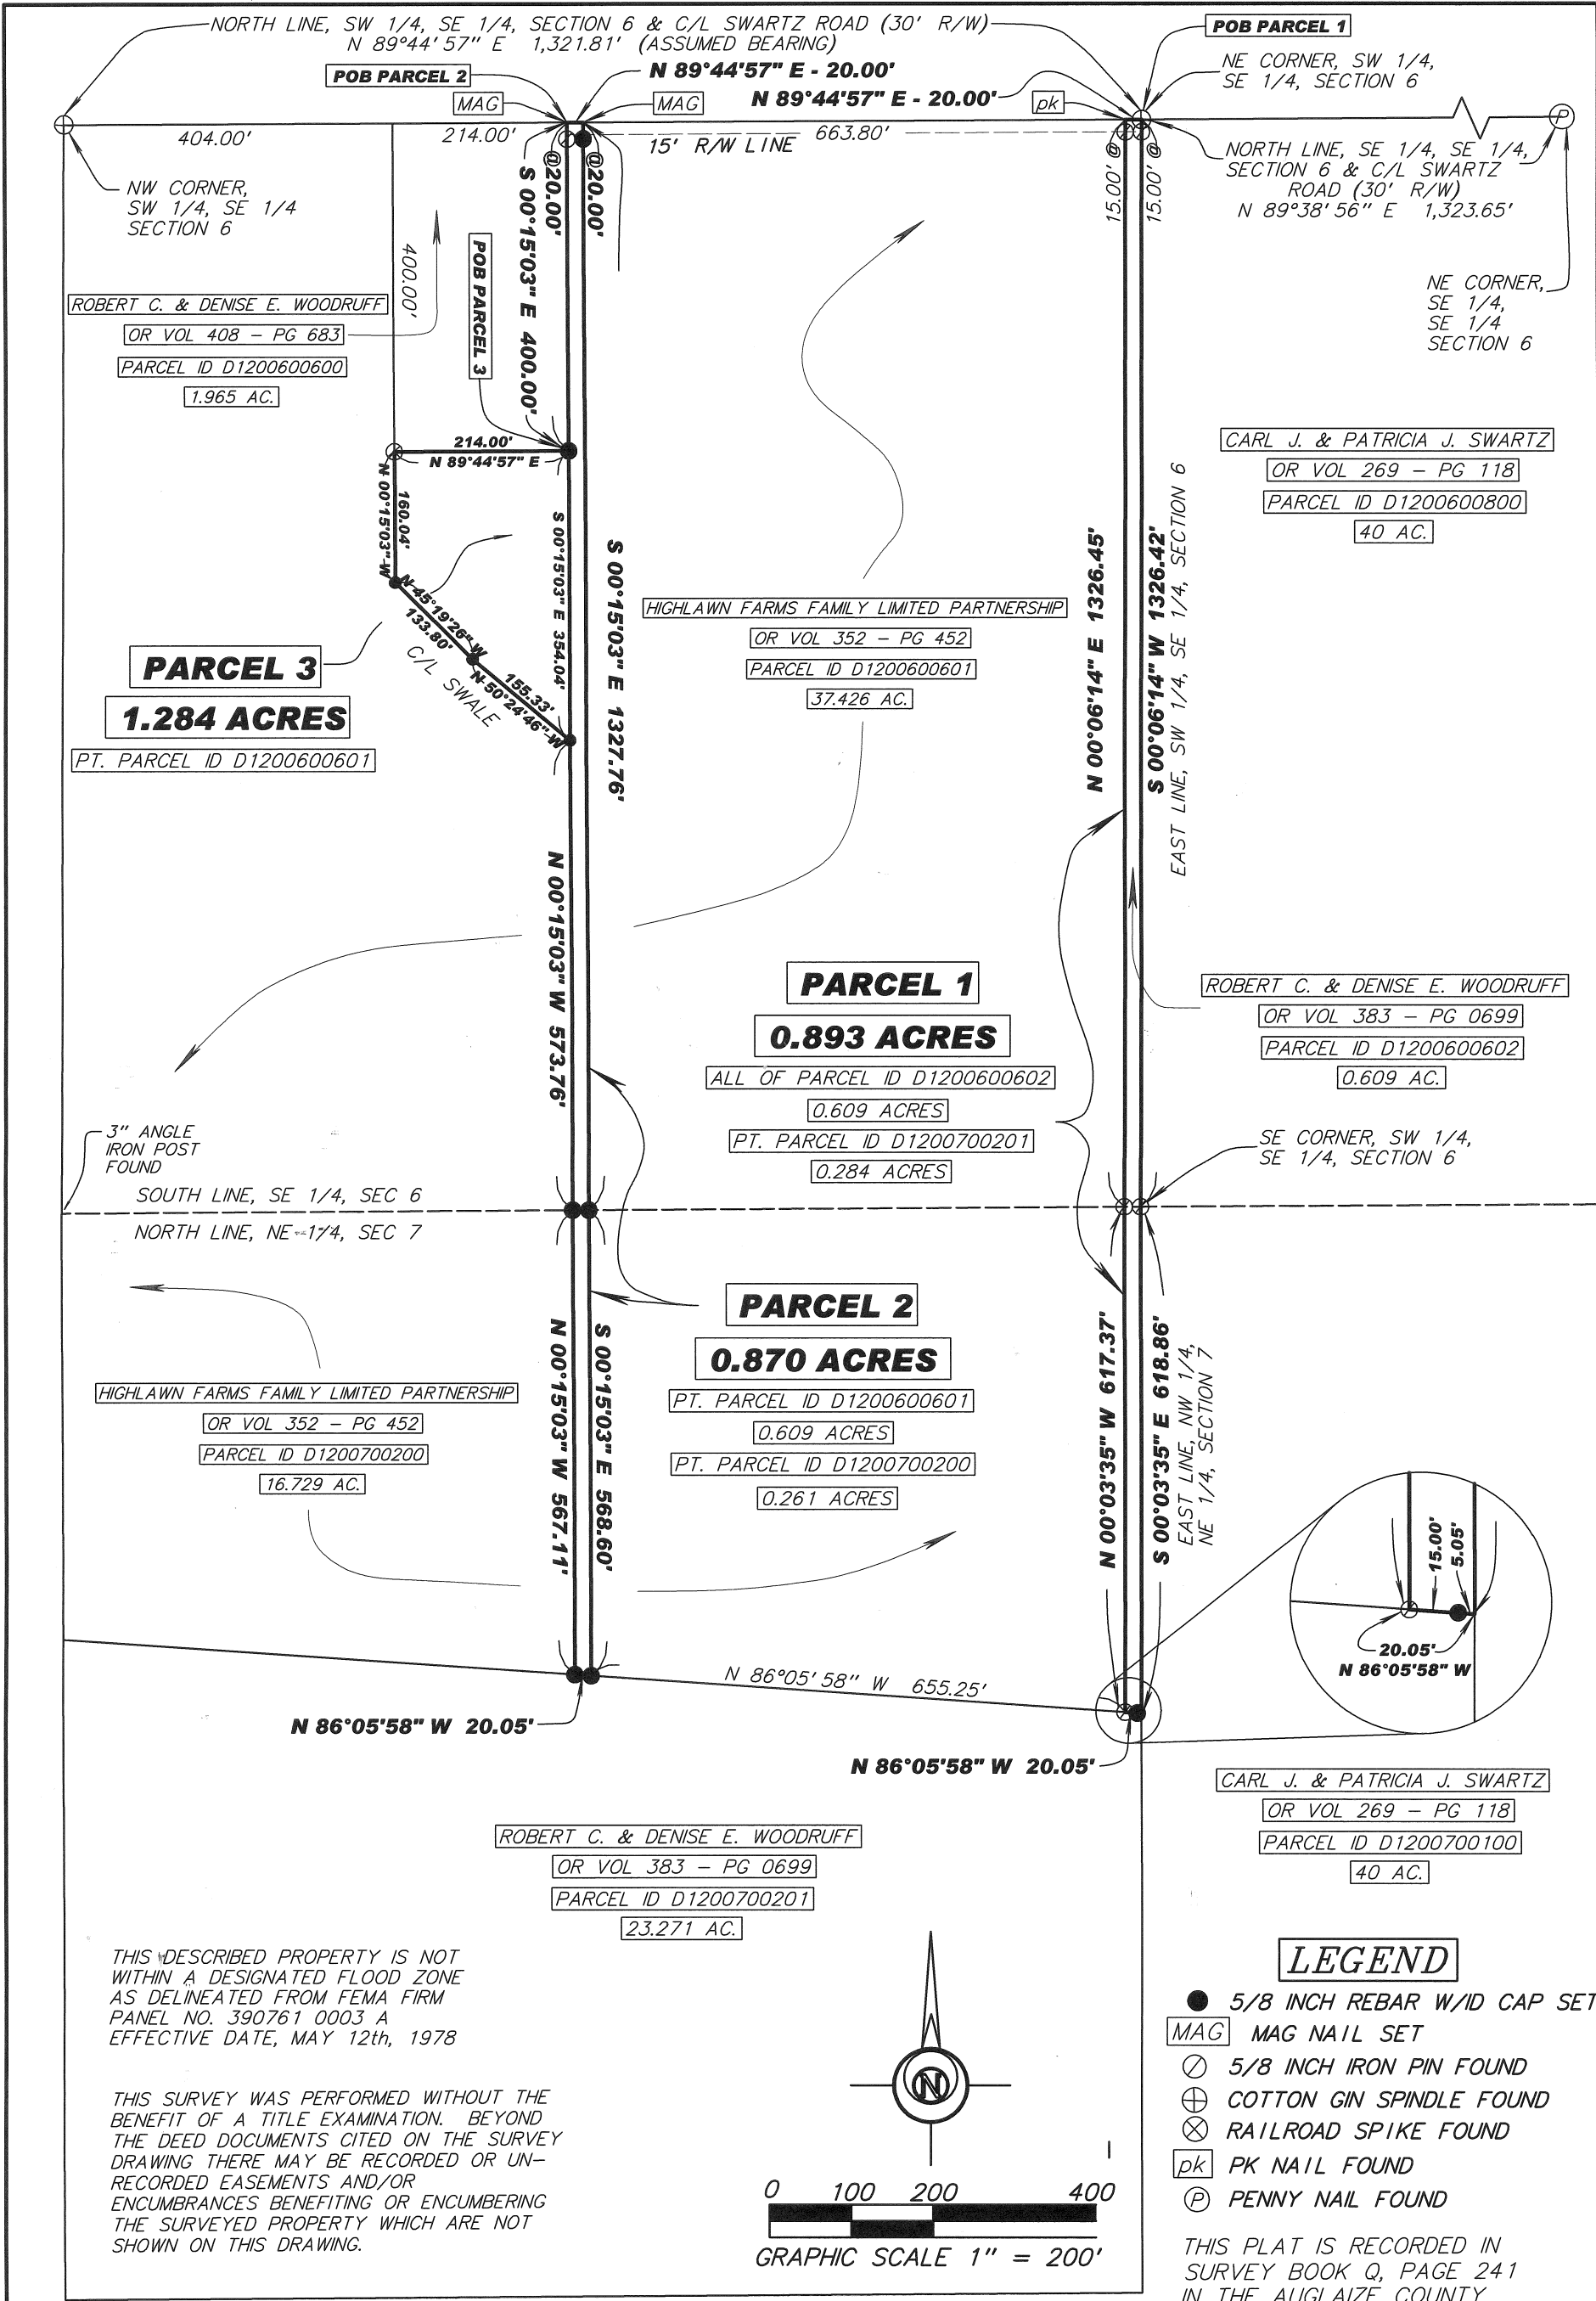 NORTH LINE, SW 1/4, SE 1/4, SECTION 6 & C/L SWARTZ ROAD (30' R/W)
N 89°44'57" E 1,321.81' (ASSUMED BEARING)
POB PARCEL 1
NE CORNER, SW 1/4,
SE 1/4, SECTION 6
POB PARCEL 2
N 89°44'57" E - 20.00'
MAG
MAG
N 89°44'57" E - 20.00'
pk
P
404.00'
214.00'
663.80'
15' R/W LINE
@20.00'
@20.00'
15.00' @
15.00' @
NORTH LINE, SE 1/4, SE 1/4,
SECTION 6 & C/L SWARTZ
ROAD (30' R/W)
N 89°38'56" E 1,323.65'
NW CORNER,
SW 1/4, SE 1/4
SECTION 6
NE CORNER,
SE 1/4,
SE 1/4
SECTION 6
400.00'
POB PARCEL 3
S 00°15'03" E 400.00'
ROBERT C. & DENISE E. WOODRUFF
OR VOL 408 - PG 683
PARCEL ID D1200600600
1.965 AC.
CARL J. & PATRICIA J. SWARTZ
OR VOL 269 - PG 118
PARCEL ID D1200600800
40 AC.
214.00'
N 89°44'57" E
N 00°15'03" W
160.04'
N 45°19'26" W
133.80'
C/L SWALE
155.33'
N 50°24'46" W
S 00°15'03" E 354.04'
S 00°15'03" E 1327.76'
N 00°06'14" E 1326.45'
S 00°06'14" W 1326.42'
EAST LINE, SW 1/4, SE 1/4, SECTION 6
HIGHLAWN FARMS FAMILY LIMITED PARTNERSHIP
OR VOL 352 - PG 452
PARCEL ID D1200600601
37.426 AC.
PARCEL 3
1.284 ACRES
PT. PARCEL ID D1200600601
N 00°15'03" W 573.76'
PARCEL 1
0.893 ACRES
ALL OF PARCEL ID D1200600602
0.609 ACRES
PT. PARCEL ID D1200700201
0.284 ACRES
ROBERT C. & DENISE E. WOODRUFF
OR VOL 383 - PG 0699
PARCEL ID D1200600602
0.609 AC.
3" ANGLE
IRON POST
FOUND
SE CORNER, SW 1/4,
SE 1/4, SECTION 6
SOUTH LINE, SE 1/4, SEC 6
NORTH LINE, NE 1/4, SEC 7
PARCEL 2
0.870 ACRES
PT. PARCEL ID D1200600601
0.609 ACRES
PT. PARCEL ID D1200700200
0.261 ACRES
HIGHLAWN FARMS FAMILY LIMITED PARTNERSHIP
OR VOL 352 - PG 452
PARCEL ID D1200700200
16.729 AC.
N 00°15'03" W 567.11'
S 00°15'03" E 568.60'
N 00°03'35" W 617.37'
S 00°03'35" E 618.86'
EAST LINE, NW 1/4,
NE 1/4, SECTION 7
15.00'
5.05'
20.05'
N 86°05'58" W
N 86°05'58" W 655.25'
N 86°05'58" W 20.05'
N 86°05'58" W 20.05'
CARL J. & PATRICIA J. SWARTZ
OR VOL 269 - PG 118
PARCEL ID D1200700100
40 AC.
ROBERT C. & DENISE E. WOODRUFF
OR VOL 383 - PG 0699
PARCEL ID D1200700201
23.271 AC.
THIS DESCRIBED PROPERTY IS NOT
WITHIN A DESIGNATED FLOOD ZONE
AS DELINEATED FROM FEMA FIRM
PANEL NO. 390761 0003 A
EFFECTIVE DATE, MAY 12th, 1978
THIS SURVEY WAS PERFORMED WITHOUT THE
BENEFIT OF A TITLE EXAMINATION. BEYOND
THE DEED DOCUMENTS CITED ON THE SURVEY
DRAWING THERE MAY BE RECORDED OR UN-
RECORDED EASEMENTS AND/OR
ENCUMBRANCES BENEFITING OR ENCUMBERING
THE SURVEYED PROPERTY WHICH ARE NOT
SHOWN ON THIS DRAWING.
N
0 100 200 400
GRAPHIC SCALE 1" = 200'
LEGEND
5/8 INCH REBAR W/ID CAP SET
MAG MAG NAIL SET
5/8 INCH IRON PIN FOUND
COTTON GIN SPINDLE FOUND
RAILROAD SPIKE FOUND
pk PK NAIL FOUND
P PENNY NAIL FOUND
THIS PLAT IS RECORDED IN
SURVEY BOOK Q, PAGE 241
IN THE AUGLAIZE COUNTY